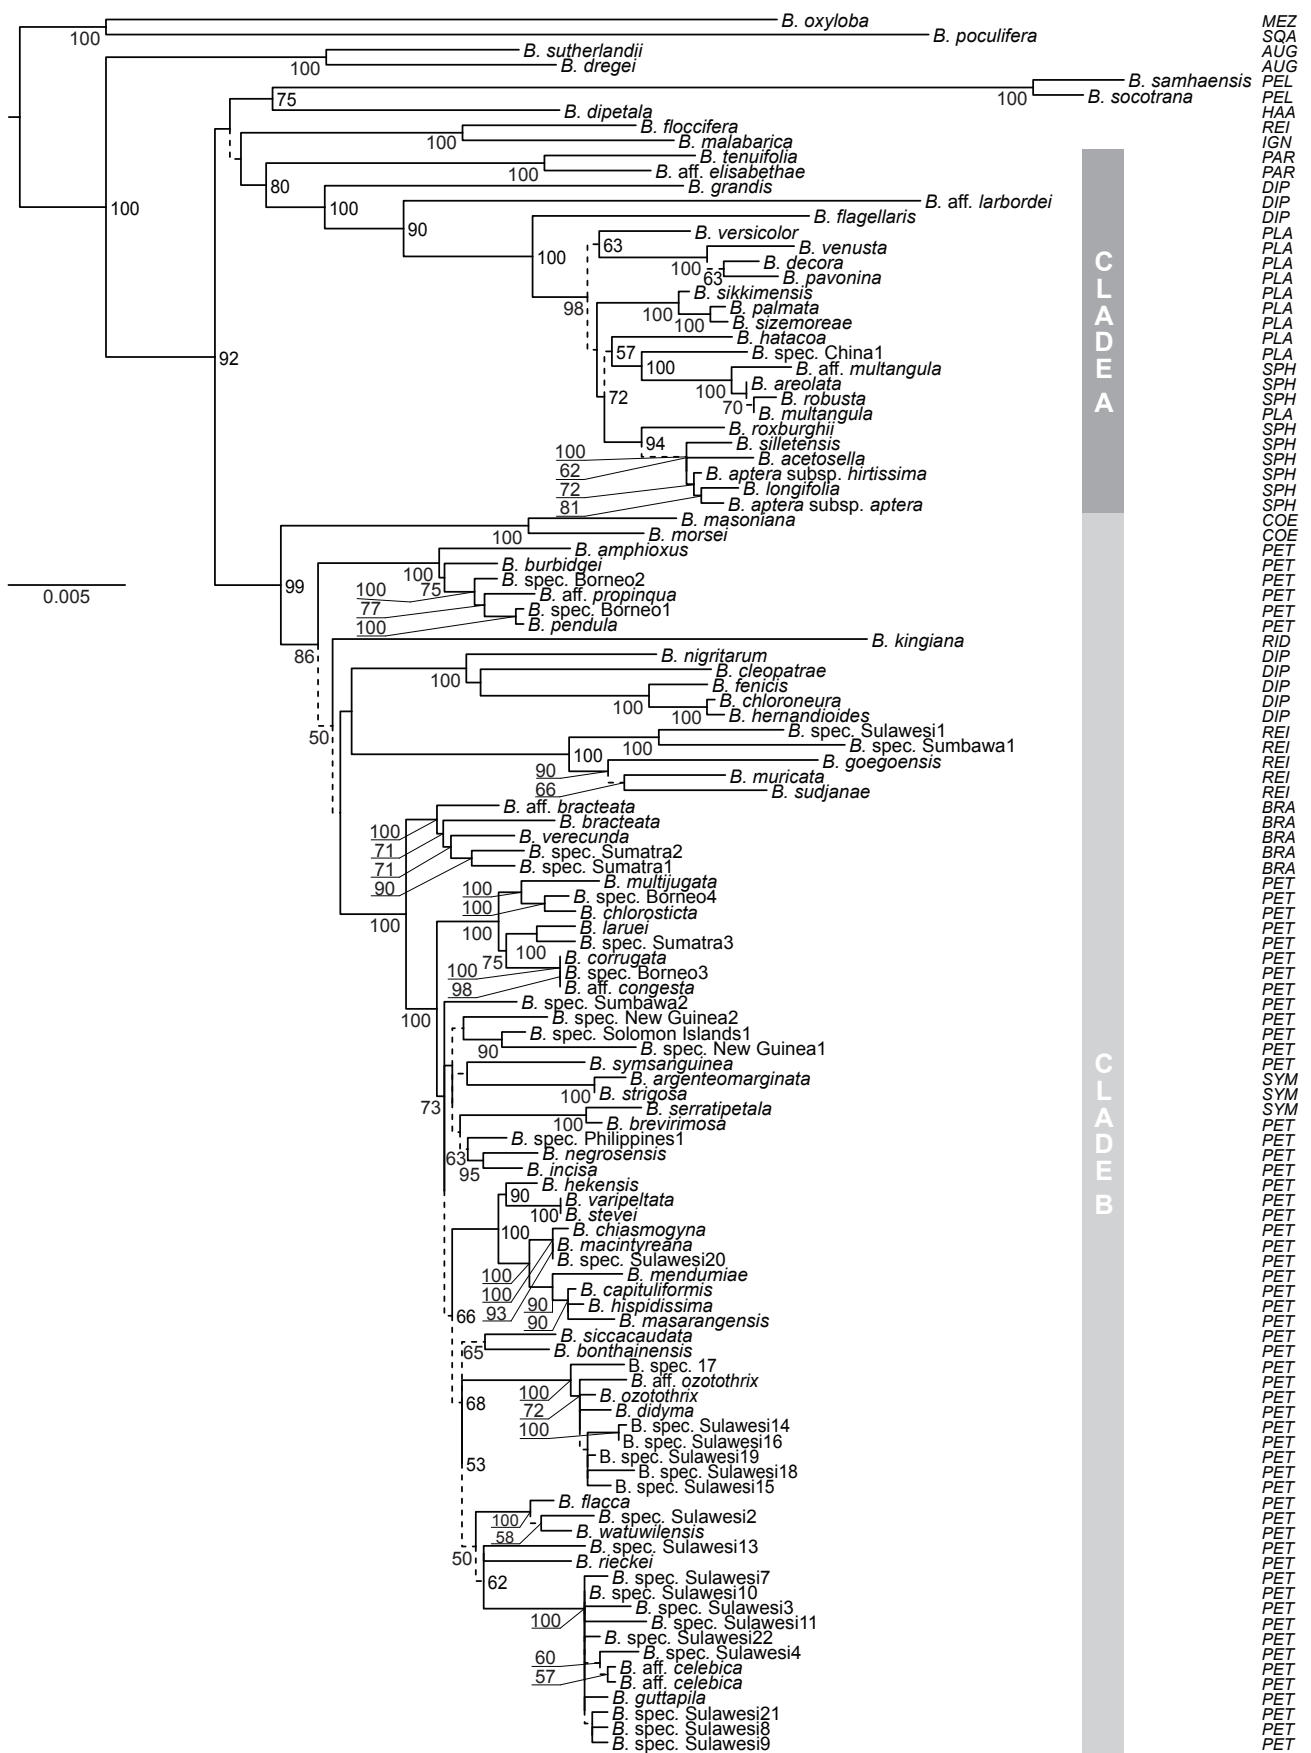 B. oxyloba MEZ
100
B. poculifera SQA
B. sutherlandii AUG
100
B. dregei AUG
B. samhaensis PEL
75
100
B. socotrana PEL
B. dipetala HAA
B. floccifera REI
100
B. malabarica IGN
B. tenuifolia PAR
100
B. aff. elisabethae PAR
80
B. grandis DIP
100
100
B. aff. larbordei DIP
90
B. flagellaris DIP
100
B. versicolor PLA
63
B. venusta PLA
100
B. decora PLA
63
B. pavonina PLA
B. sikkimensis PLA
98
100
B. palmata PLA
100
B. sizemoreae PLA
B. hatacoa PLA
57
B. spec. China1 PLA
92
100
B. aff. multangula SPH
100
B. areolata SPH
72
B. robusta SPH
70
B. multangula PLA
B. roxburghii SPH
94
B. silletensis SPH
100
B. acetosella SPH
62
B. aptera subsp. hirtissima SPH
72
B. longifolia SPH
81
B. aptera subsp. aptera SPH
CLADE A
B. masoniana COE
100
B. morsei COE
B. amphioxus PET
B. burbidgei PET
100
99
75
B. spec. Borneo2 PET
100
B. aff. propinqua PET
77
B. spec. Borneo1 PET
100
B. pendula PET
0.005
B. kingiana RID
86
B. nigritarum DIP
100
B. cleopatrae DIP
B. fenicis DIP
100
B. chloroneura DIP
100
B. hernandioides DIP
50
B. spec. Sulawesi1 REI
100
B. spec. Sumbawa1 REI
100
B. goegoensis REI
90
B. muricata REI
66
B. sudjanae REI
B. aff. bracteata BRA
B. bracteata BRA
100
B. verecunda BRA
71
B. spec. Sumatra2 BRA
71
B. spec. Sumatra1 BRA
90
B. multijugata PET
100
B. spec. Borneo4 PET
100
B. chlorosticta PET
100
100
B. laruei PET
100
B. spec. Sumatra3 PET
75
B. corrugata PET
100
B. spec. Borneo3 PET
98
B. aff. congesta PET
B. spec. Sumbawa2 PET
100
B. spec. New Guinea2 PET
B. spec. Solomon Islands1 PET
90
B. spec. New Guinea1 PET
B. symsanguinea PET
B. argenteomarginata SYM
100
B. strigosa SYM
73
B. serratipetala SYM
100
B. brevirimosa PET
B. spec. Philippines1 PET
63
B. negrosensis PET
95
B. incisa PET
CLADE B
B. hekensis PET
90
B. varipeltata PET
100
B. stevei PET
100
B. chiasmogyna PET
B. macintyreana PET
B. spec. Sulawesi20 PET
100
B. mendumiae PET
100
B. capituliformis PET
93
90
B. hispidissima PET
90
B. masarangensis PET
66
B. siccacaudata PET
65
B. bonthainensis PET
B. spec. 17 PET
B. aff. ozotothrix PET
100
B. ozotothrix PET
68
72
B. didyma PET
100
B. spec. Sulawesi14 PET
B. spec. Sulawesi16 PET
B. spec. Sulawesi19 PET
53
B. spec. Sulawesi18 PET
B. spec. Sulawesi15 PET
B. flacca PET
100
B. spec. Sulawesi2 PET
58
B. watuwilensis PET
B. spec. Sulawesi13 PET
50
B. rieckei PET
62
B. spec. Sulawesi7 PET
B. spec. Sulawesi10 PET
B. spec. Sulawesi3 PET
100
B. spec. Sulawesi11 PET
B. spec. Sulawesi22 PET
B. spec. Sulawesi4 PET
60
B. aff. celebica PET
57
B. aff. celebica PET
B. guttapila PET
B. spec. Sulawesi21 PET
B. spec. Sulawesi8 PET
B. spec. Sulawesi9 PET